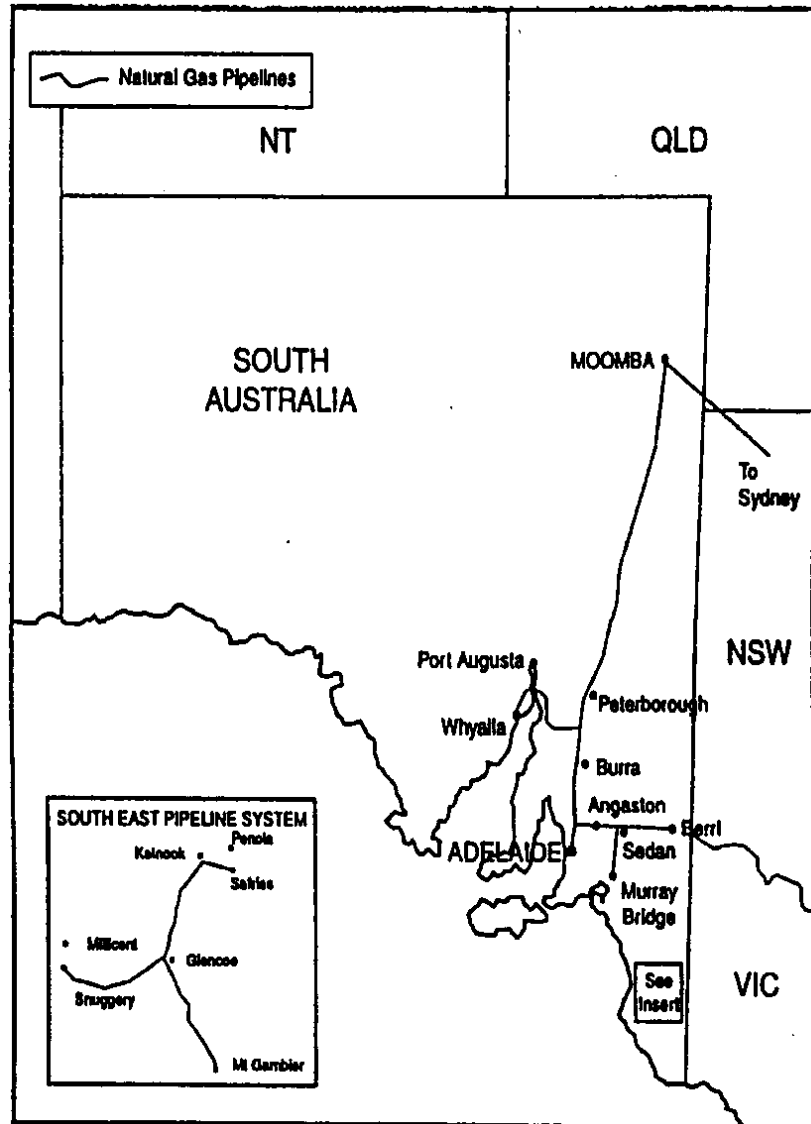 Natural Gas Pipelines
NT
QLD
SOUTH
AUSTRALIA
MOOMBA
To
Sydney
NSW
Port Augusta
Peterborough
Whyalla
Burra
Angaston
Berri
ADELAIDE
Sedan
Murray
Bridge
See
Insert
VIC
SOUTH EAST PIPELINE SYSTEM
Penola
Katnook
Safries
Millicent
Glencoe
Snuggery
Mt Gambier